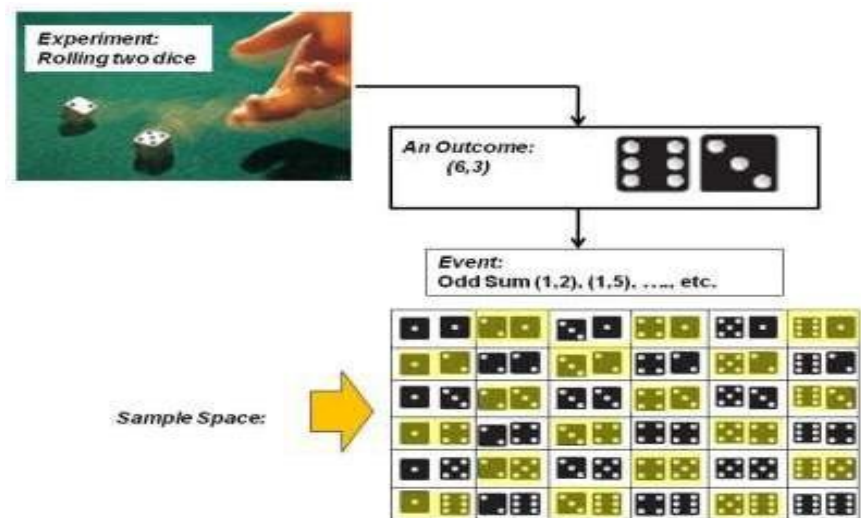 Experiment:
Rolling two dice
An Outcome:
(6,3)
Event:
Odd Sum (1,2), (1,5), ...., etc.
Sample Space: